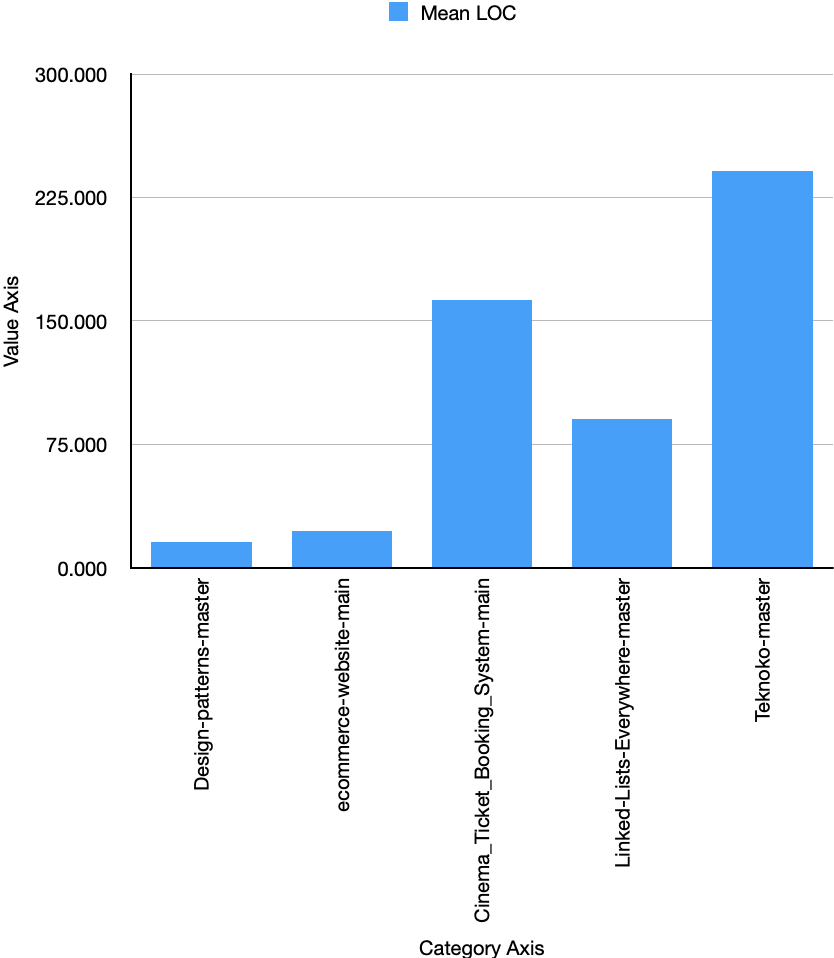 Mean LOC
300.000
225.000
150.000
75.000
0.000
Value Axis
Design-patterns-master
ecommerce-website-main
Cinema_Ticket_Booking_System-main
Linked-Lists-Everywhere-master
Teknoko-master
Category Axis